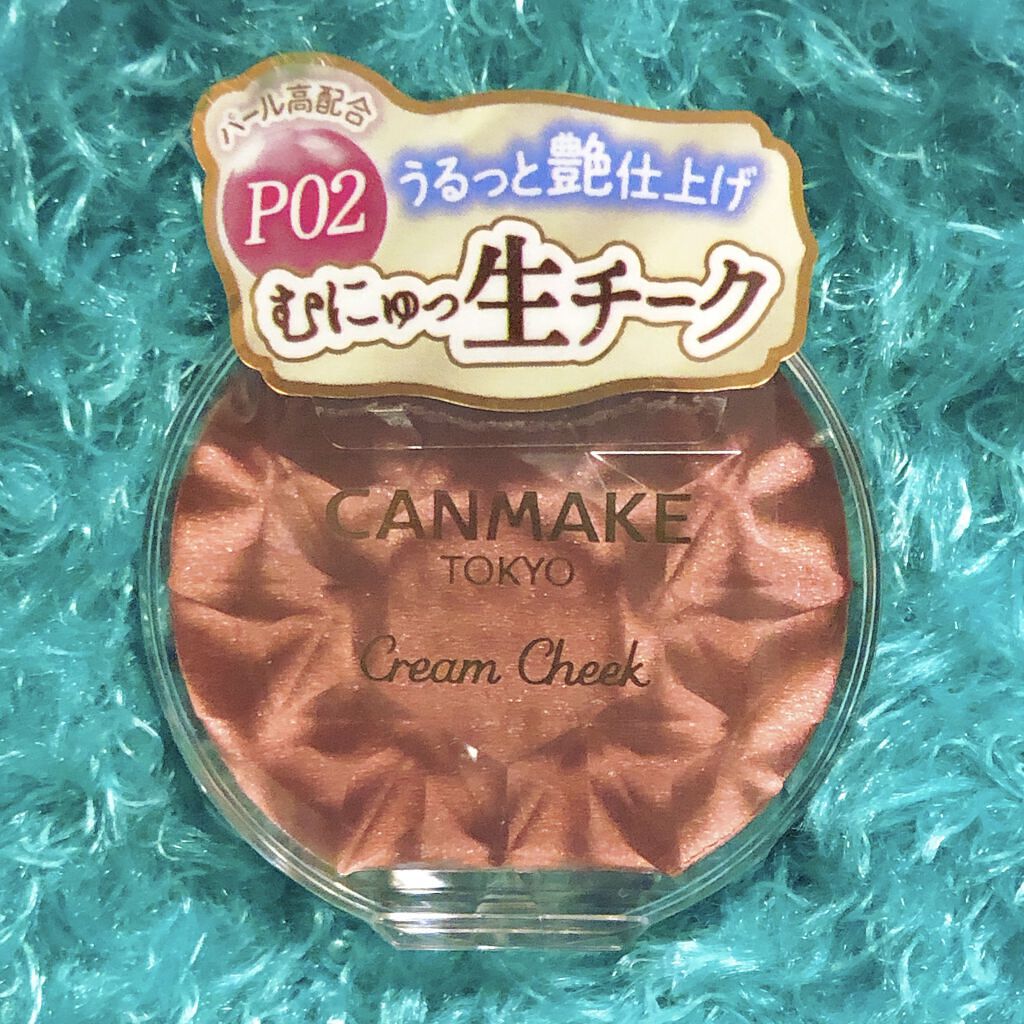 パール高配合
P02
うるっと艶仕上げ
むにゅっ生チーク
CANMAKE
TOKYO
Cream Cheek